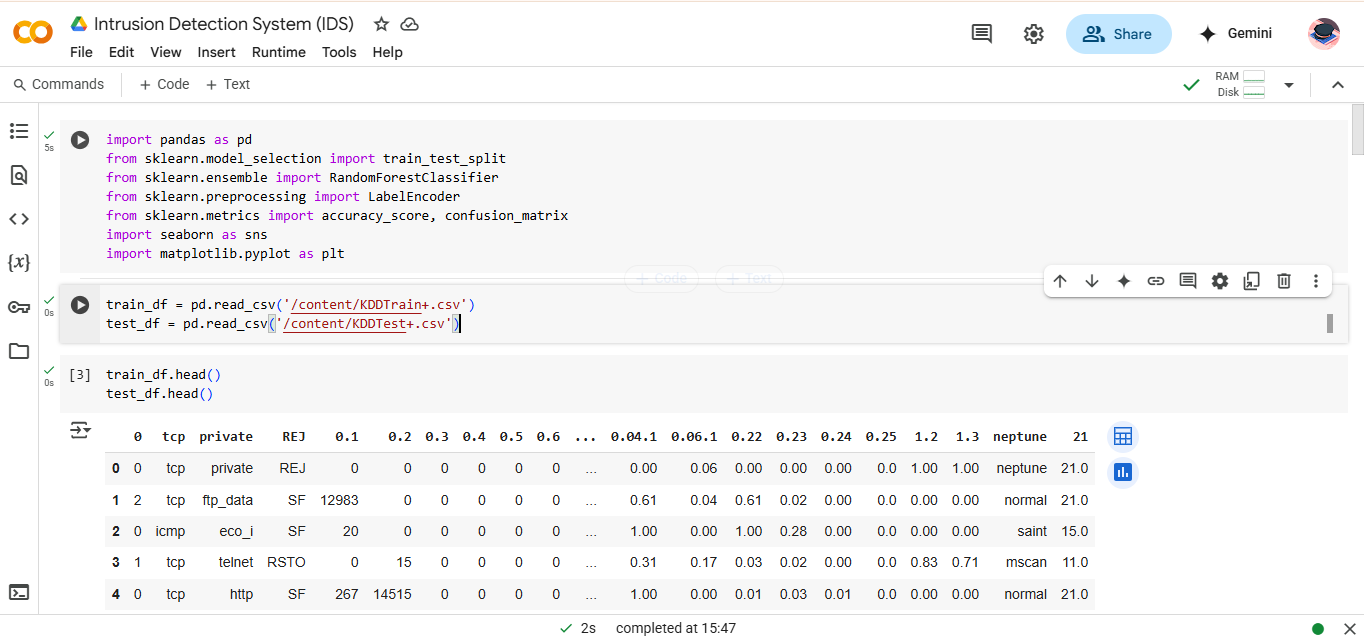 Intrusion Detection System (IDS)
File Edit View Insert Runtime Tools Help
Share
Gemini
Commands + Code + Text
RAM
Disk
5s
import pandas as pd
from sklearn.model_selection import train_test_split
from sklearn.ensemble import RandomForestClassifier
from sklearn.preprocessing import LabelEncoder
from sklearn.metrics import accuracy_score, confusion_matrix
import seaborn as sns
import matplotlib.pyplot as plt
+ Code + Text
0s
train_df = pd.read_csv('/content/KDDTrain+.csv')
test_df = pd.read_csv('/content/KDDTest+.csv')
0s
[3] train_df.head()
test_df.head()
0 tcp private REJ 0.1 0.2 0.3 0.4 0.5 0.6 ... 0.04.1 0.06.1 0.22 0.23 0.24 0.25 1.2 1.3 neptune 21
0 0 tcp private REJ 0 0 0 0 0 0 ... 0.00 0.06 0.00 0.00 0.00 0.0 1.00 1.00 neptune 21.0
1 2 tcp ftp_data SF 12983 0 0 0 0 0 ... 0.61 0.04 0.61 0.02 0.00 0.0 0.00 0.00 normal 21.0
2 0 icmp eco_i SF 20 0 0 0 0 0 ... 1.00 0.00 1.00 0.28 0.00 0.0 0.00 0.00 saint 15.0
3 1 tcp telnet RSTO 0 15 0 0 0 0 ... 0.31 0.17 0.03 0.02 0.00 0.0 0.83 0.71 mscan 11.0
4 0 tcp http SF 267 14515 0 0 0 0 ... 1.00 0.00 0.01 0.03 0.01 0.0 0.00 0.00 normal 21.0
2s completed at 15:47